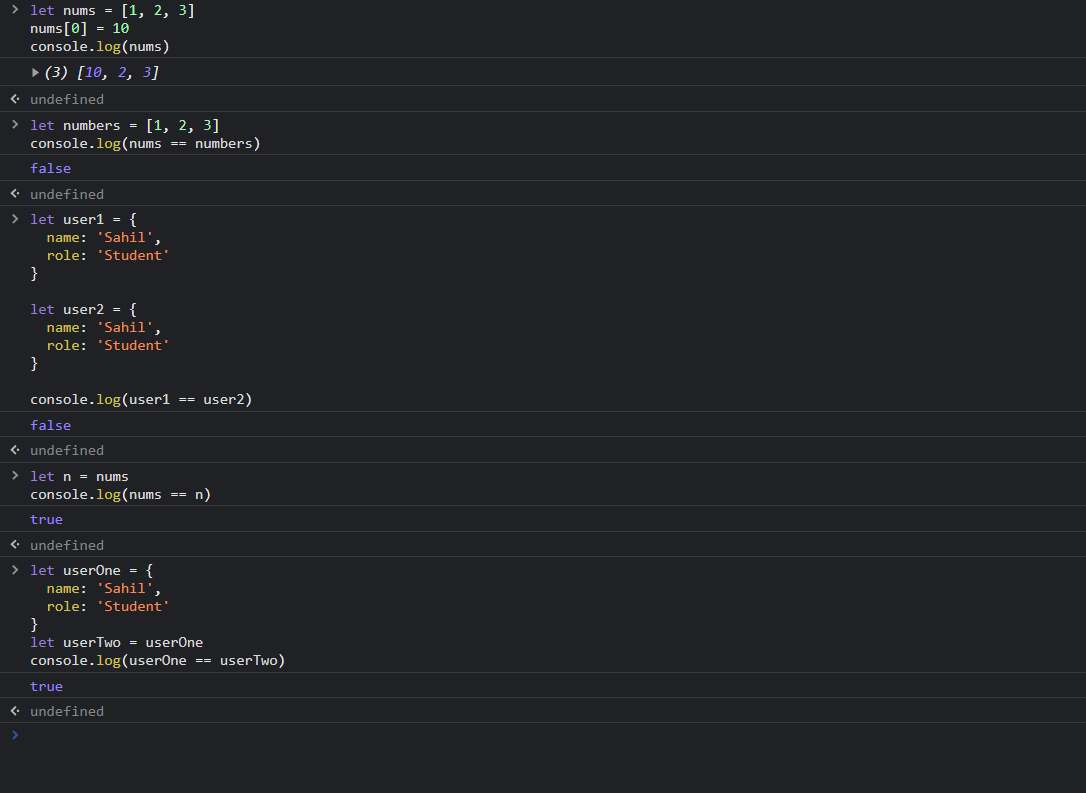 > let nums = [1, 2, 3]
nums[0] = 10
console.log(nums)
▶ (3) [10, 2, 3]
<· undefined
> let numbers = [1, 2, 3]
console.log(nums == numbers)
false
<· undefined
> let user1 = {
  name: 'Sahil',
  role: 'Student'
}
let user2 = {
  name: 'Sahil',
  role: 'Student'
}
console.log(user1 == user2)
false
<· undefined
> let n = nums
console.log(nums == n)
true
<· undefined
> let userOne = {
  name: 'Sahil',
  role: 'Student'
}
let userTwo = userOne
console.log(userOne == userTwo)
true
<· undefined
>